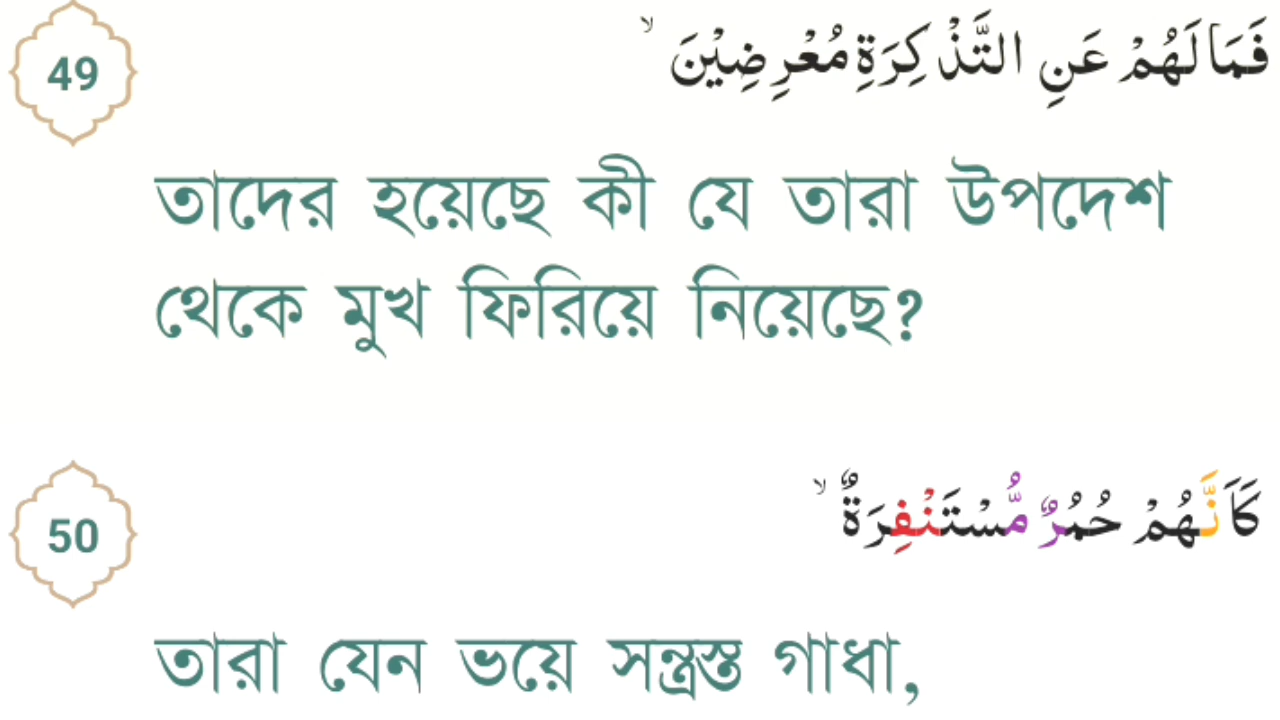 49
فَمَا لَهُمْ عَنِ التَّذْكِرَةِ مُعْرِضِيْنَ ۙ
তাদের হয়েছে কী যে তারা উপদেশ
থেকে মুখ ফিরিয়ে নিয়েছে?
50
كَاَنَّهُمْ حُمُرٌ مُّسْتَنْفِرَةٌ ۙ
তারা যেন ভয়ে সন্ত্রস্ত গাধা,